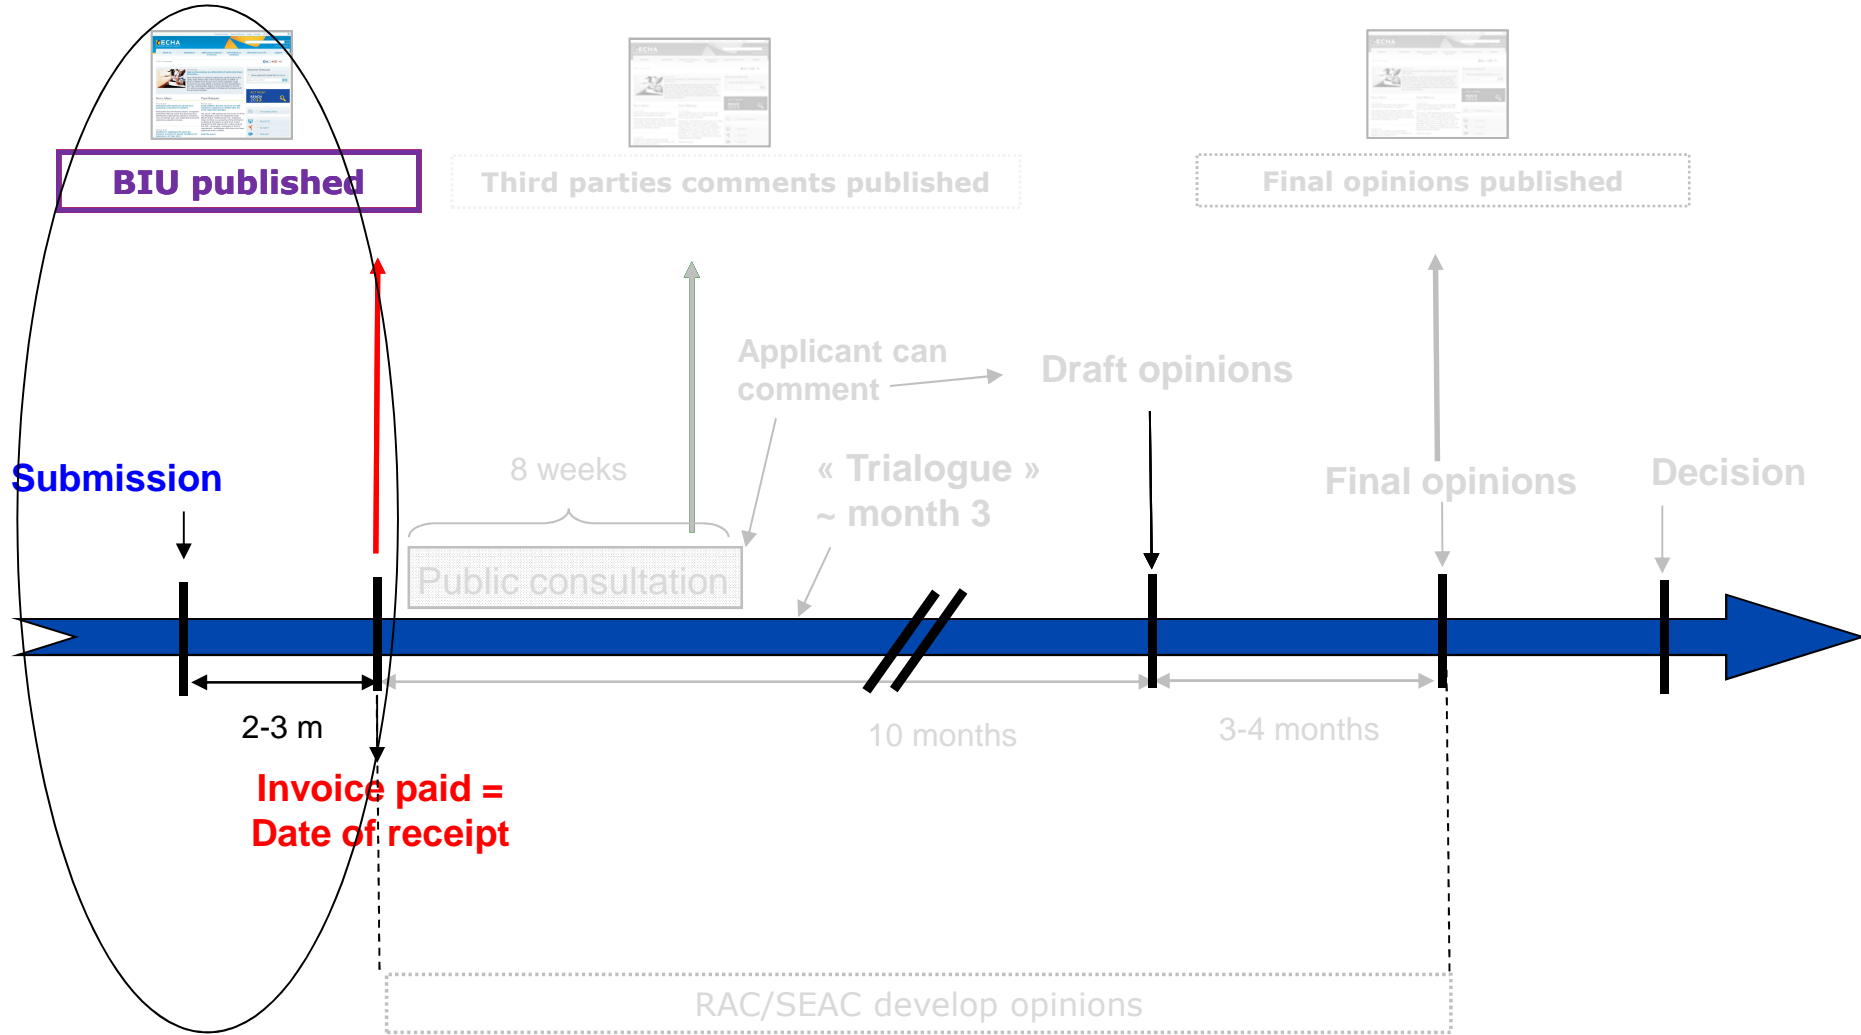 ECHA
BIU published
Third parties comments published
Final opinions published
Applicant can
comment
Draft opinions
Submission
8 weeks
« Trialogue »
~ month 3
Final opinions
Decision
Public consultation
2-3 m
10 months
3-4 months
Invoice paid =
Date of receipt
RAC/SEAC develop opinions